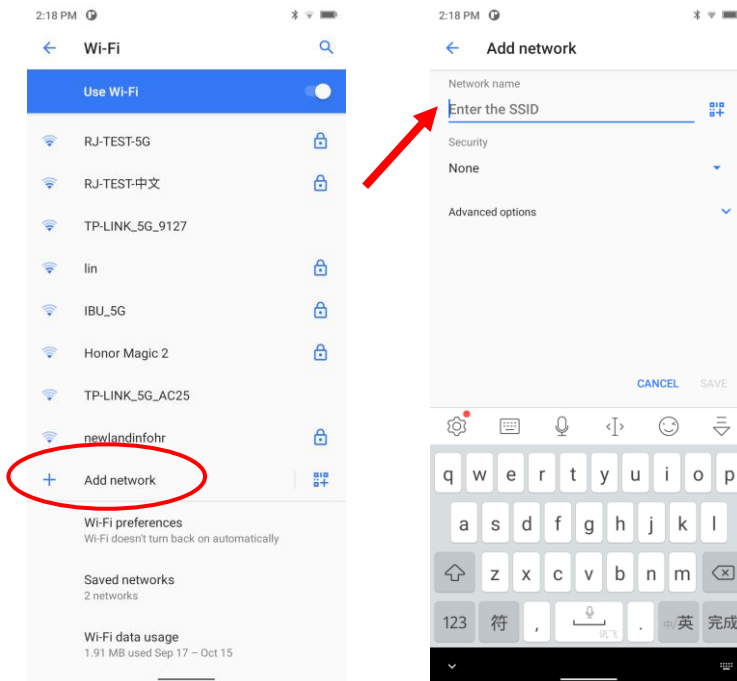 2:18 PM
Wi-Fi
Use Wi-Fi
RJ-TEST-5G
RJ-TEST-中文
TP-LINK_5G_9127
lin
IBU_5G
Honor Magic 2
TP-LINK_5G_AC25
newlandinfohr
Add network
Wi-Fi preferences
Wi-Fi doesn't turn back on automatically
Saved networks
2 networks
Wi-Fi data usage
1.91 MB used Sep 17 – Oct 15
2:18 PM
Add network
Network name
Enter the SSID
Security
None
Advanced options
CANCEL SAVE
q w e r t y u i o p
a s d f g h j k l
z x c v b n m
123 符 , 讯飞 . 中/英 完成